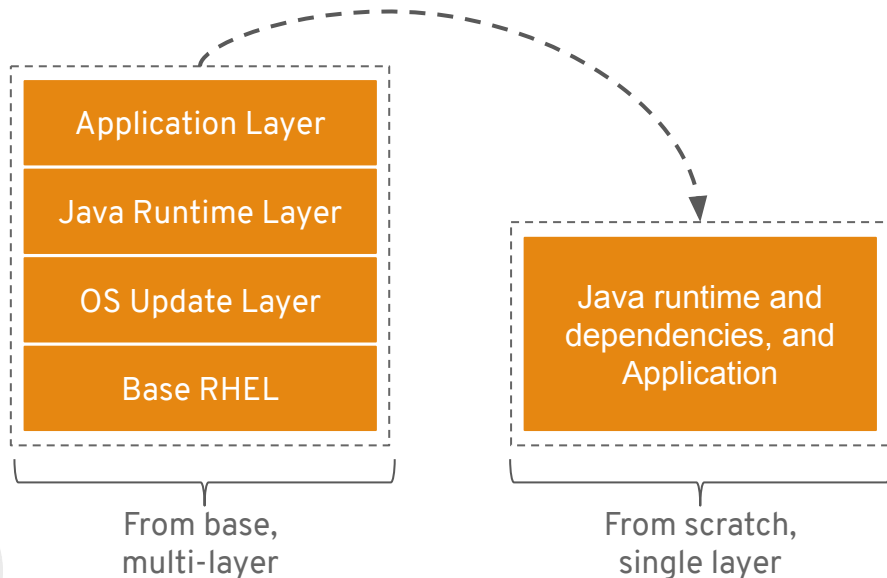 Application Layer
Java Runtime Layer
OS Update Layer
Base RHEL
From base,
multi-layer
Java runtime and
dependencies, and
Application
From scratch,
single layer